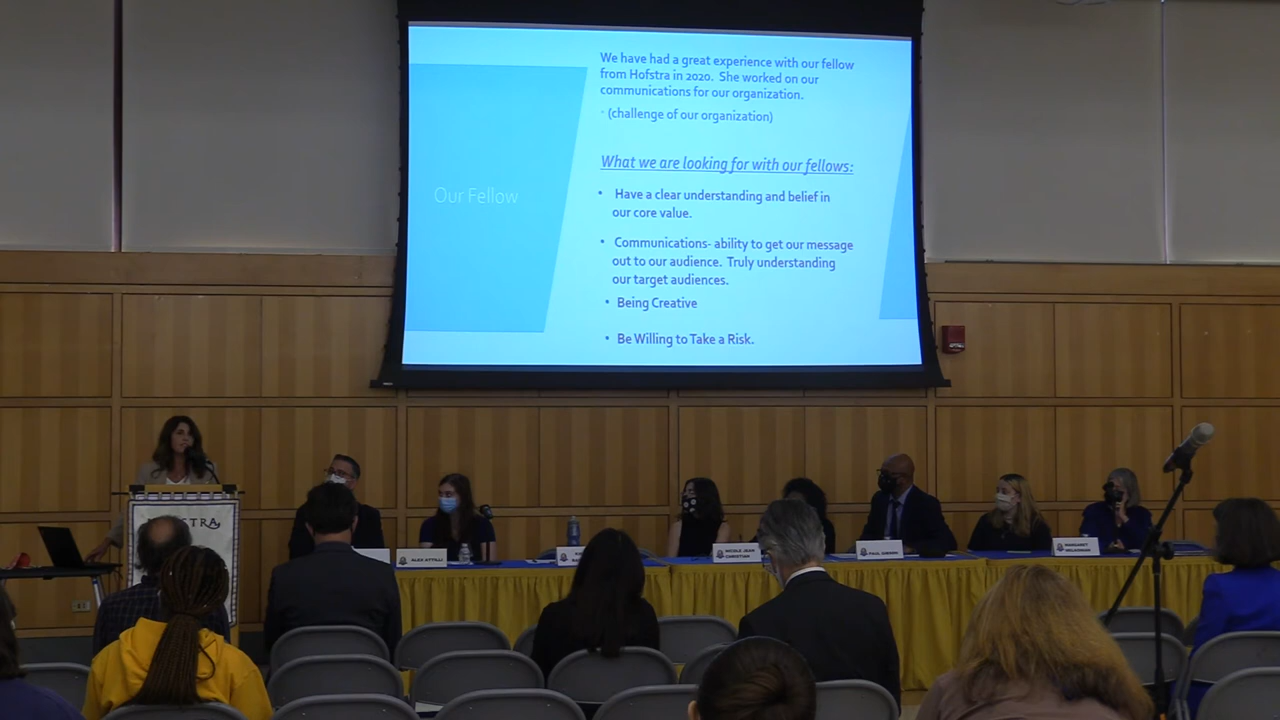 We have had a great experience with our fellow
from Hofstra in 2020. She worked on our
communications for our organization.
(challenge of our organization)
Our Fellow
What we are looking for with our fellows:
• Have a clear understanding and belief in
our core value.
• Communications- ability to get our message
out to our audience. Truly understanding
our target audiences.
• Being Creative
• Be Willing to Take a Risk.
STRA
ALEX ATTILI
NICOLE JEAN
CHRISTIAN
PAUL
MARGARET